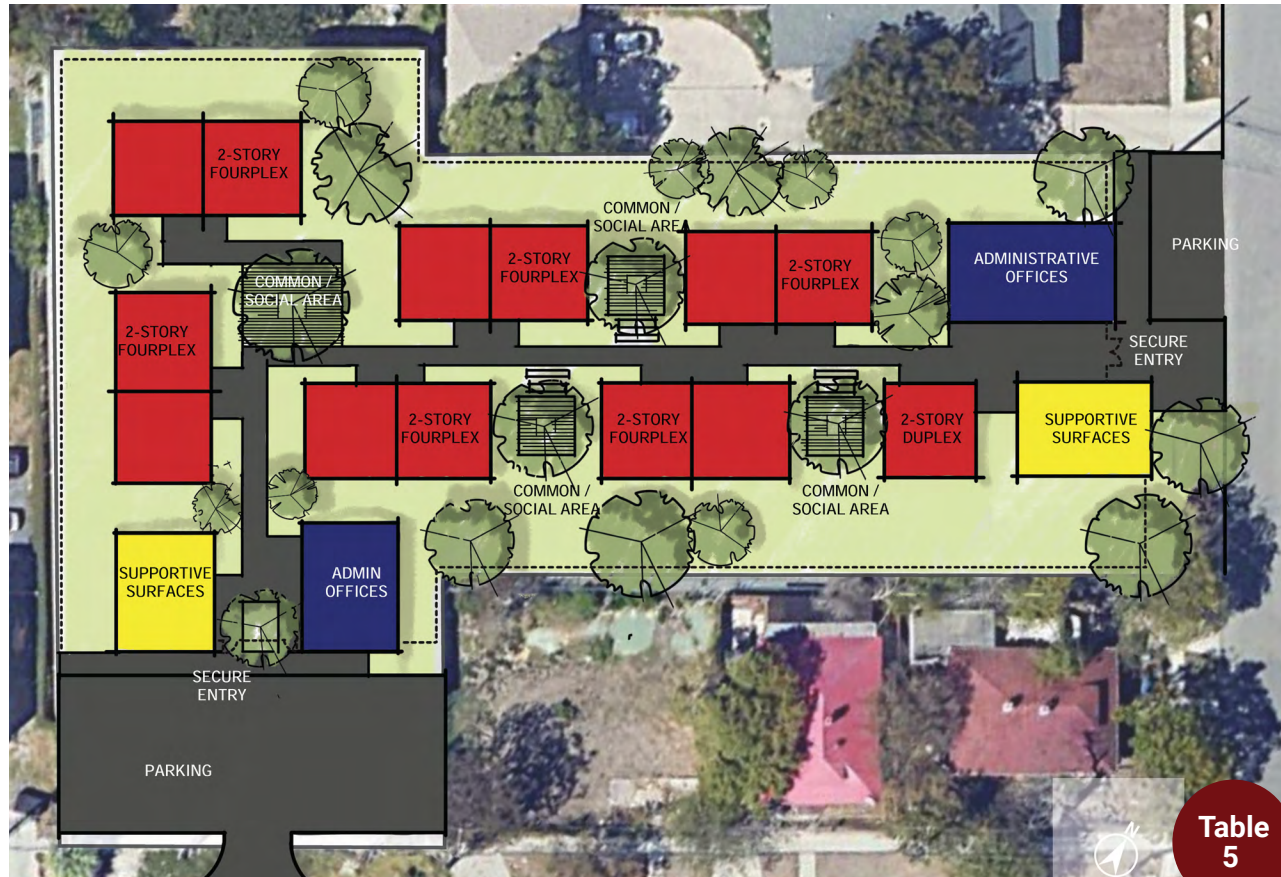 2-STORY
FOURPLEX
COMMON /
SOCIAL AREA
2-STORY
FOURPLEX
2-STORY
FOURPLEX
ADMINISTRATIVE
OFFICES
PARKING
COMMON /
SOCIAL AREA
2-STORY
FOURPLEX
SECURE
ENTRY
2-STORY
FOURPLEX
2-STORY
FOURPLEX
2-STORY
DUPLEX
SUPPORTIVE
SURFACES
COMMON /
SOCIAL AREA
COMMON /
SOCIAL AREA
SUPPORTIVE
SURFACES
ADMIN
OFFICES
SECURE
ENTRY
PARKING
N
Table
5